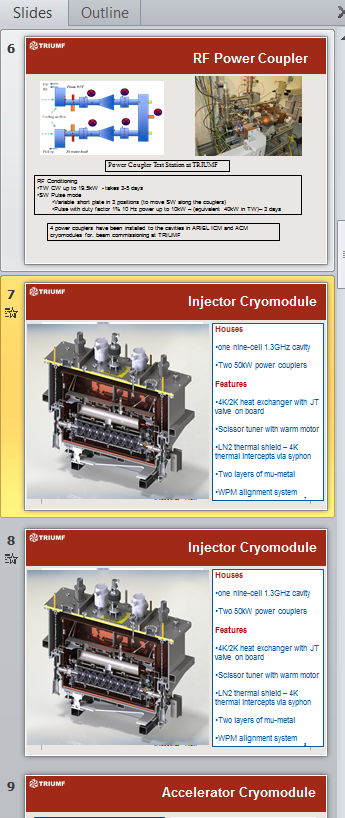 Slides
Outline
6
TRIUMF
RF Power Coupler
Power Coupler Test Station at TRIUMF
RF Conditioning
•TW CW up to 19.5kW - takes 3-5 days
•SW Pulse mode
•Variable short plate in 3 positions (to move SW along the couplers)
•Pulse with duty factor 1% 10 Hz power up to 10kW – (equivalent 40kW in TW)– 3 days
4 power couplers have been installed to the cavities in ARIEL ICM and ACM
cryomodules for. beam commissioning at TRIUMF
7
TRIUMF
Injector Cryomodule
Houses
•one nine-cell 1.3GHz cavity
•Two 50kW power couplers
Features
•4K/2K heat exchanger with JT
valve on board
•Scissor tuner with warm motor
•LN2 thermal shield – 4K
thermal intercepts via syphon
•Two layers of mu-metal
•WPM alignment system
8
TRIUMF
Injector Cryomodule
Houses
•one nine-cell 1.3GHz cavity
•Two 50kW power couplers
Features
•4K/2K heat exchanger with JT
valve on board
•Scissor tuner with warm motor
•LN2 thermal shield – 4K
thermal intercepts via syphon
•Two layers of mu-metal
•WPM alignment system
9
TRIUMF
Accelerator Cryomodule